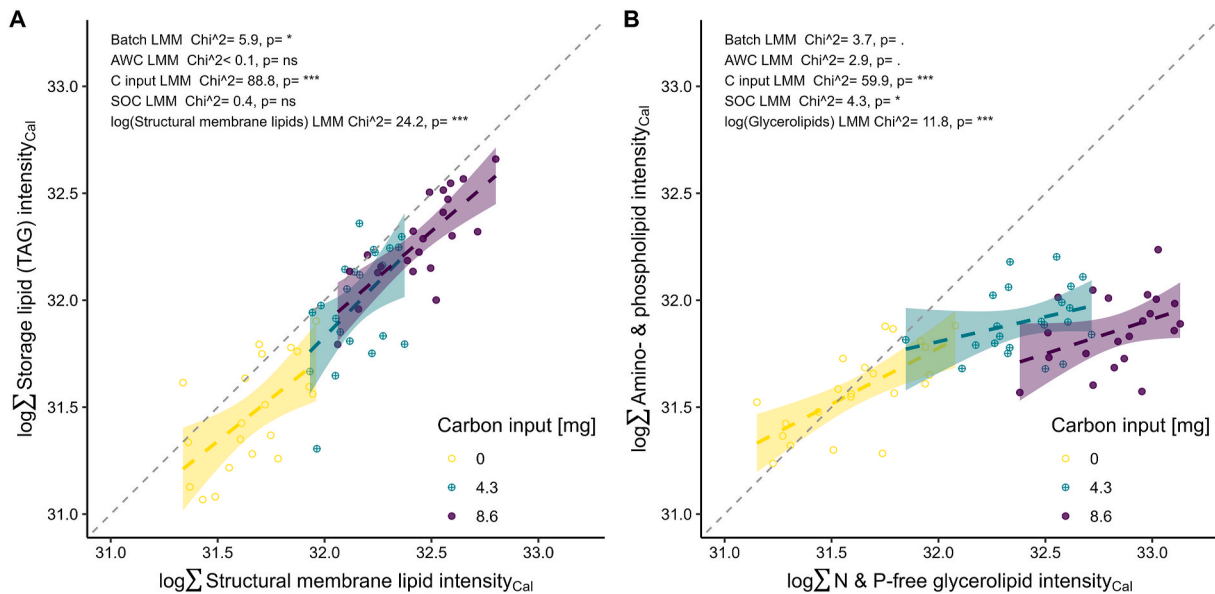 A
Batch LMM Chi^2= 5.9, p= *
AWC LMM Chi^2< 0.1, p= ns
C input LMM Chi^2= 88.8, p= ***
SOC LMM Chi^2= 0.4, p= ns
log(Structural membrane lipids) LMM Chi^2= 24.2, p= ***
log∑ Storage lipid (TAG) intensityCal
33.0
32.5
32.0
31.5
31.0
Carbon input [mg]
0
4.3
8.6
31.0 31.5 32.0 32.5 33.0
log∑ Structural membrane lipid intensityCal
B
Batch LMM Chi^2= 3.7, p= .
AWC LMM Chi^2= 2.9, p= .
C input LMM Chi^2= 59.9, p= ***
SOC LMM Chi^2= 4.3, p= *
log(Glycerolipids) LMM Chi^2= 11.8, p= ***
log∑ Amino- & phospholipid intensityCal
33.0
32.5
32.0
31.5
31.0
Carbon input [mg]
0
4.3
8.6
31.0 31.5 32.0 32.5 33.0
log∑ N & P-free glycerolipid intensityCal